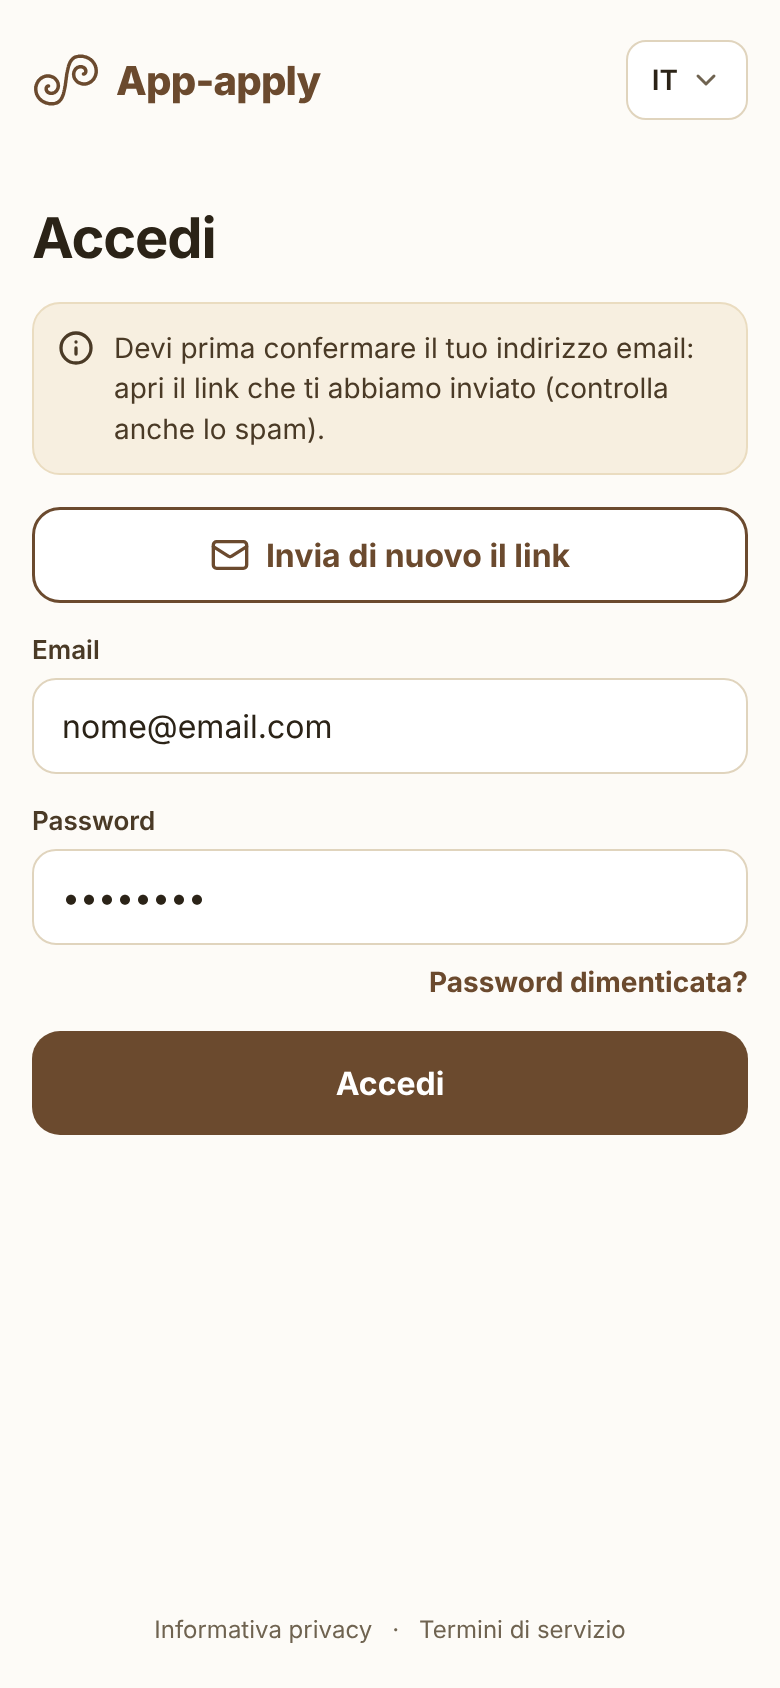 App-apply
IT
Accedi
Devi prima confermare il tuo indirizzo email:
apri il link che ti abbiamo inviato (controlla
anche lo spam).
Invia di nuovo il link
Email
nome@email.com
Password
••••••••
Password dimenticata?
Accedi
Informativa privacy · Termini di servizio